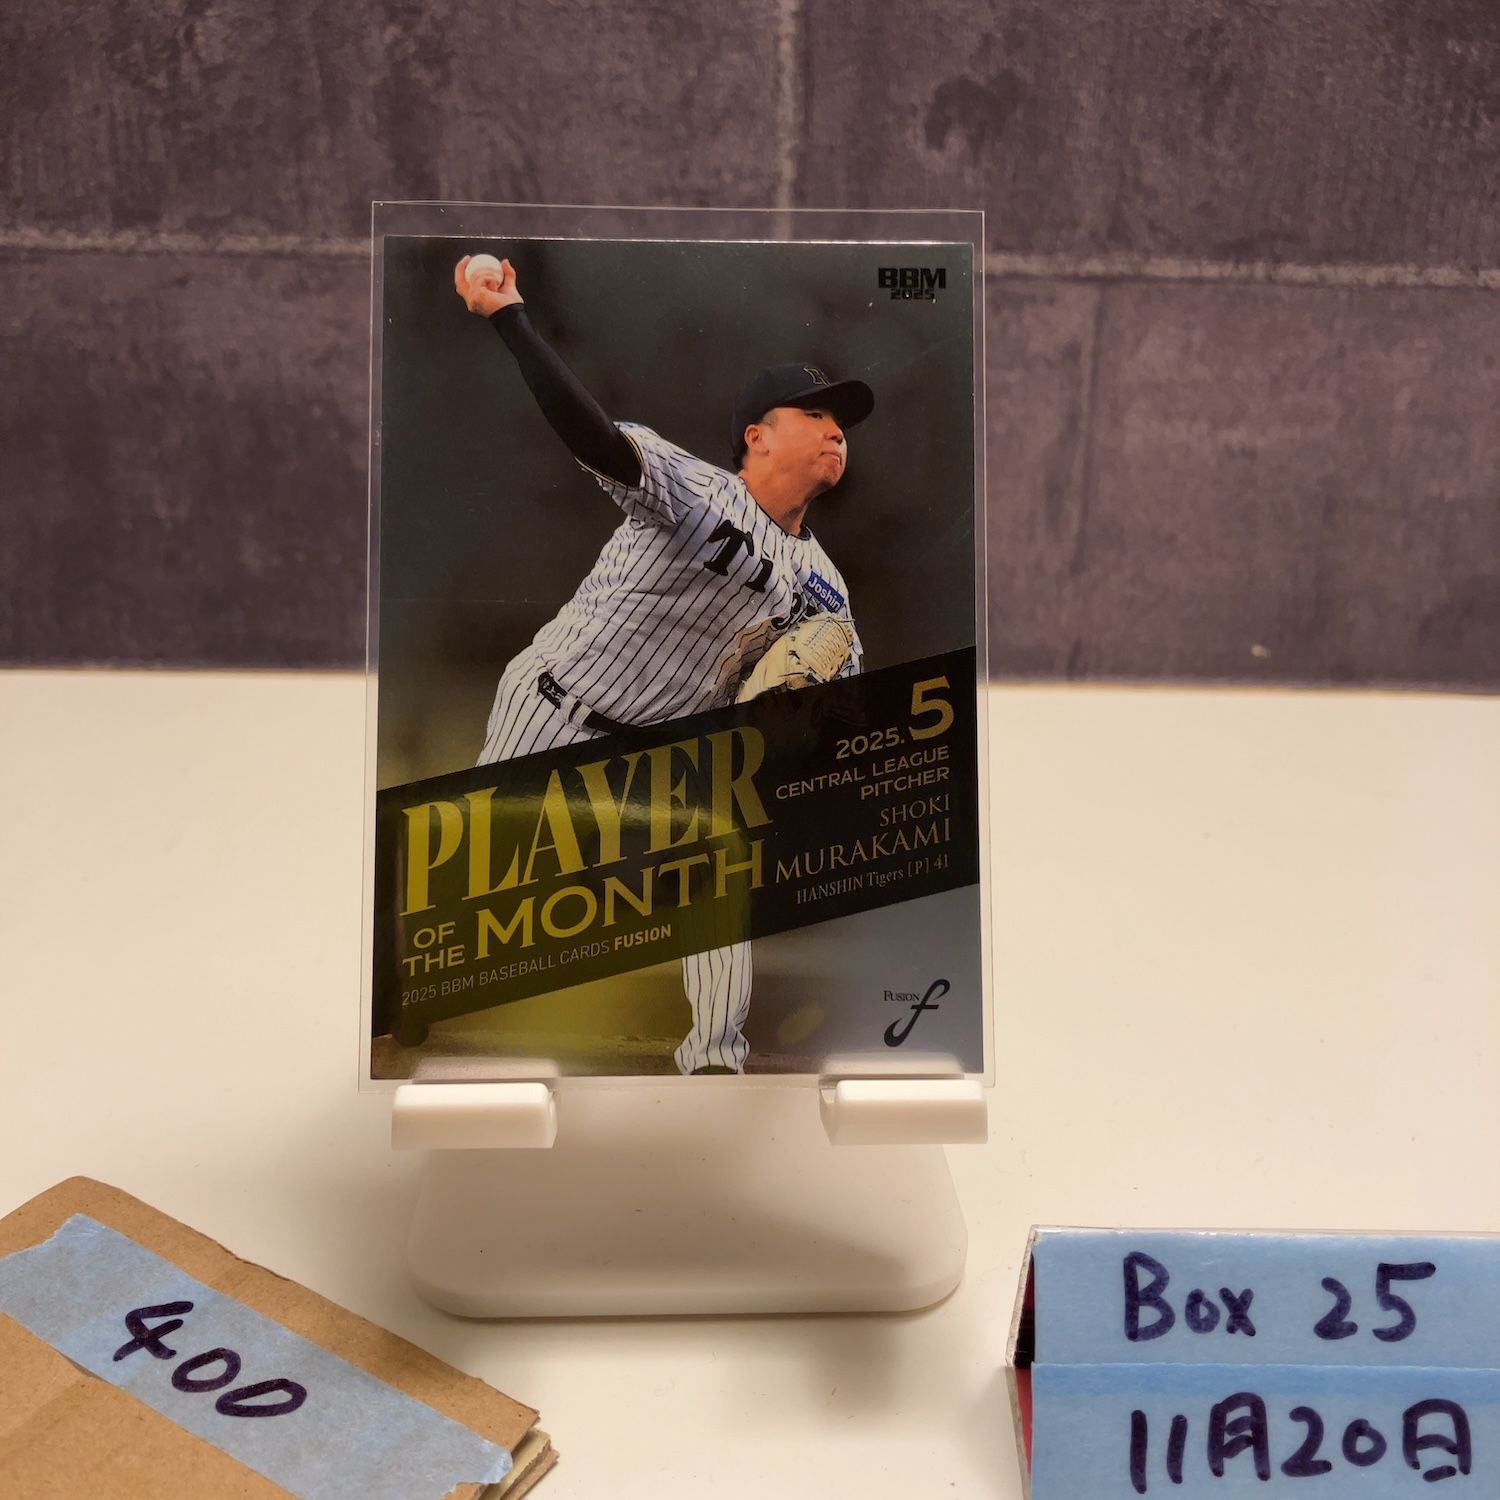 BBM
2025
Tig
Joshin
2025.5
CENTRAL LEAGUE
PITCHER
SHOKI
MURAKAMI
HANSHIN Tigers [P] 41
PLAYER
OF THE MONTH
2025 BBM BASEBALL CARDS FUSION
FUSION f
400
Box 25
11月20日